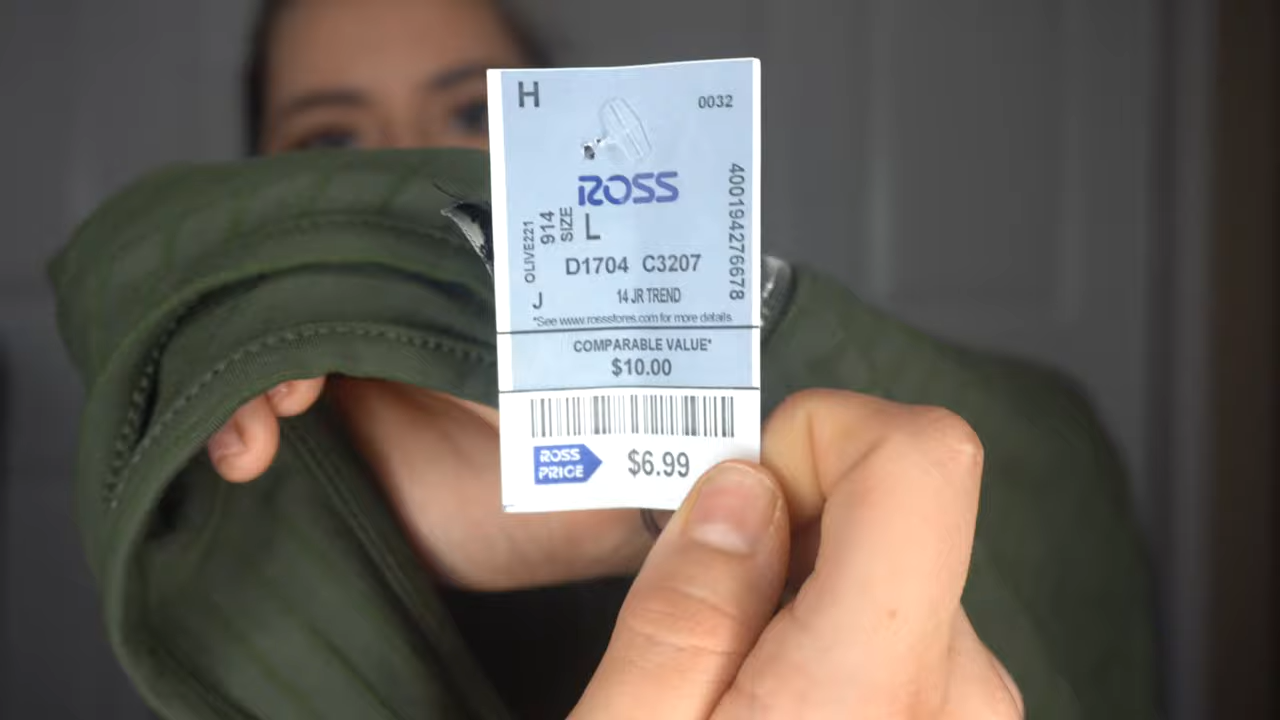 H
0032
ROSS
400194276678
OLIVE221
914
SIZE
L
D1704 C3207
J
14 JR TREND
*See www.rossstores.com for more details.
COMPARABLE VALUE*
$10.00
ROSS
PRICE
$6.99